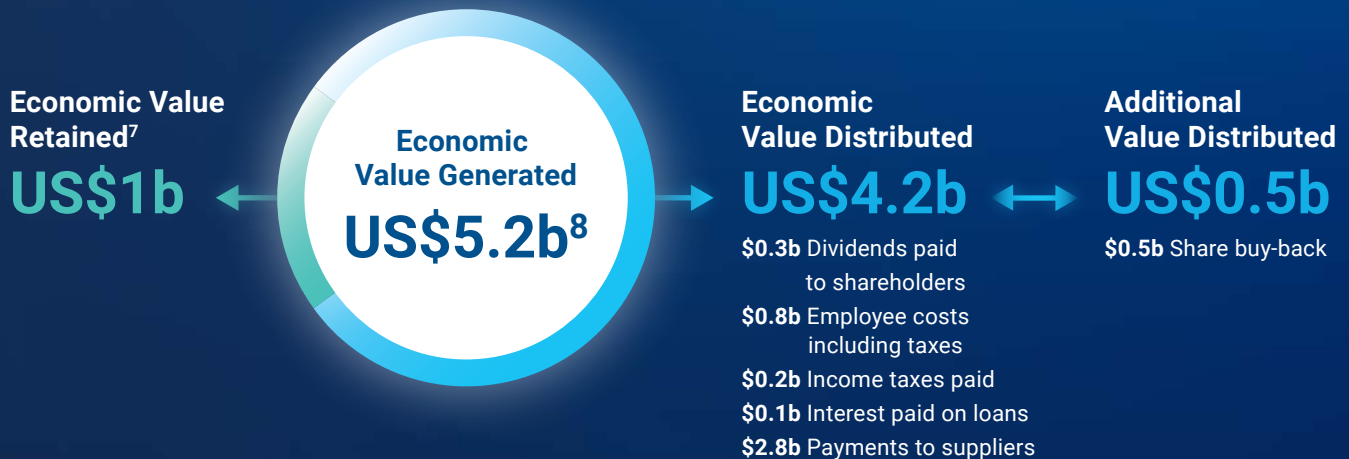 Economic Value
Retained7
US$1b
Economic
Value Generated
US$5.2b8
Economic
Value Distributed
US$4.2b
$0.3b Dividends paid
to shareholders
$0.8b Employee costs
including taxes
$0.2b Income taxes paid
$0.1b Interest paid on loans
$2.8b Payments to suppliers
Additional
Value Distributed
US$0.5b
$0.5b Share buy-back